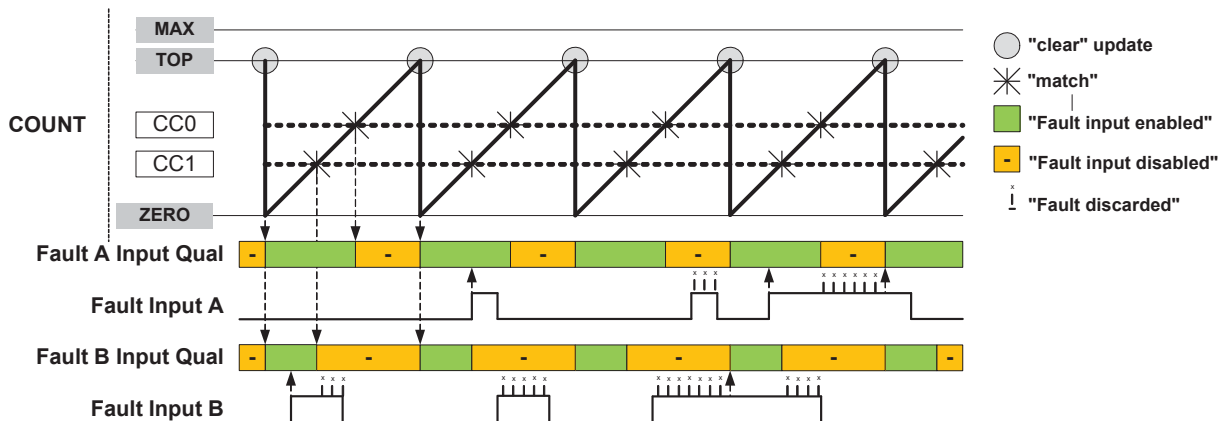 MAX
"clear" update
TOP
"match"
COUNT
CC0
"Fault input enabled"
CC1
- "Fault input disabled"
x "Fault discarded"
ZERO
Fault A Input Qual - - - - -
x x x x x x x x x
Fault Input A
Fault B Input Qual - - - - - -
x x x x x x x x x x x x x x x x x x x
Fault Input B